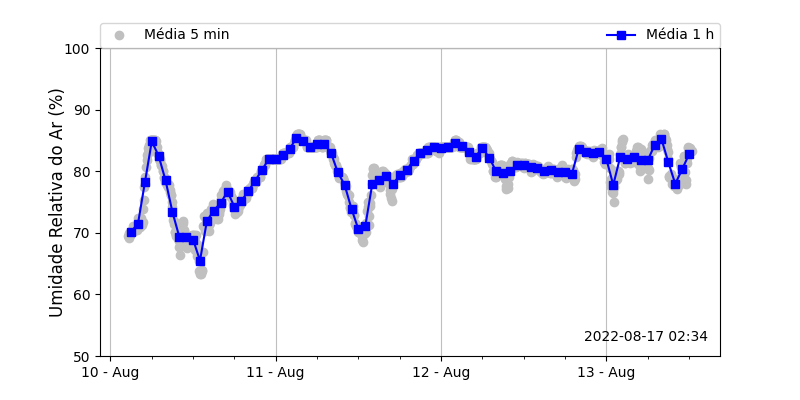 Média 5 min
Média 1 h
Umidade Relativa do Ar (%)
100
90
80
70
60
50
2022-08-17 02:34
10 - Aug
11 - Aug
12 - Aug
13 - Aug